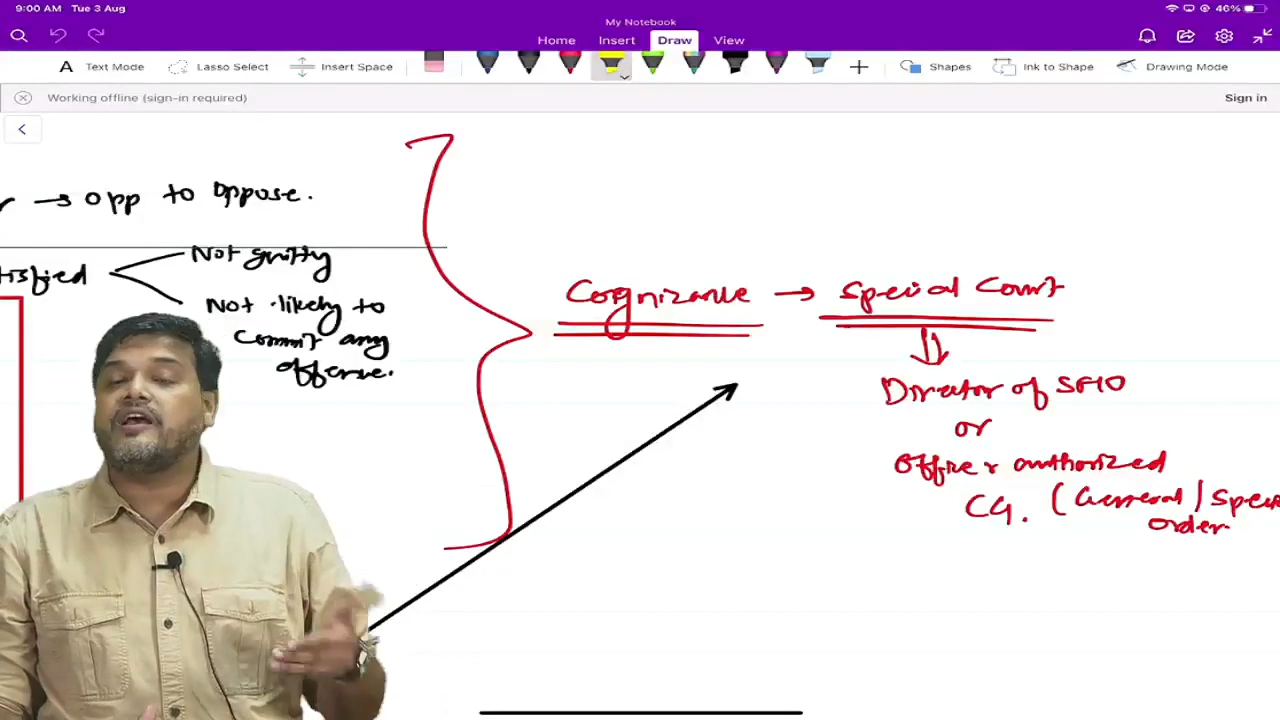 9:00 AM Tue 3 Aug
46%
My Notebook
Home Insert Draw View
Text Mode Lasso Select Insert Space Shapes Ink to Shape Drawing Mode
Working offline (sign-in required) Sign in
r → opp to oppose.
tisfied
Not guilty
Not likely to
commit any
offense.
Cognizance → Special Court
Director of SFIO
or
Officer authorized
CG. (General / Speci
order